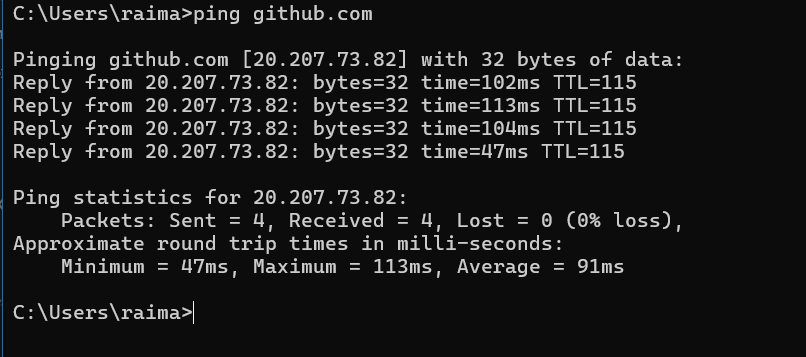 C:\Users\raima>ping github.com
Pinging github.com [20.207.73.82] with 32 bytes of data:
Reply from 20.207.73.82: bytes=32 time=102ms TTL=115
Reply from 20.207.73.82: bytes=32 time=113ms TTL=115
Reply from 20.207.73.82: bytes=32 time=104ms TTL=115
Reply from 20.207.73.82: bytes=32 time=47ms TTL=115
Ping statistics for 20.207.73.82:
    Packets: Sent = 4, Received = 4, Lost = 0 (0% loss),
Approximate round trip times in milli-seconds:
    Minimum = 47ms, Maximum = 113ms, Average = 91ms
C:\Users\raima>